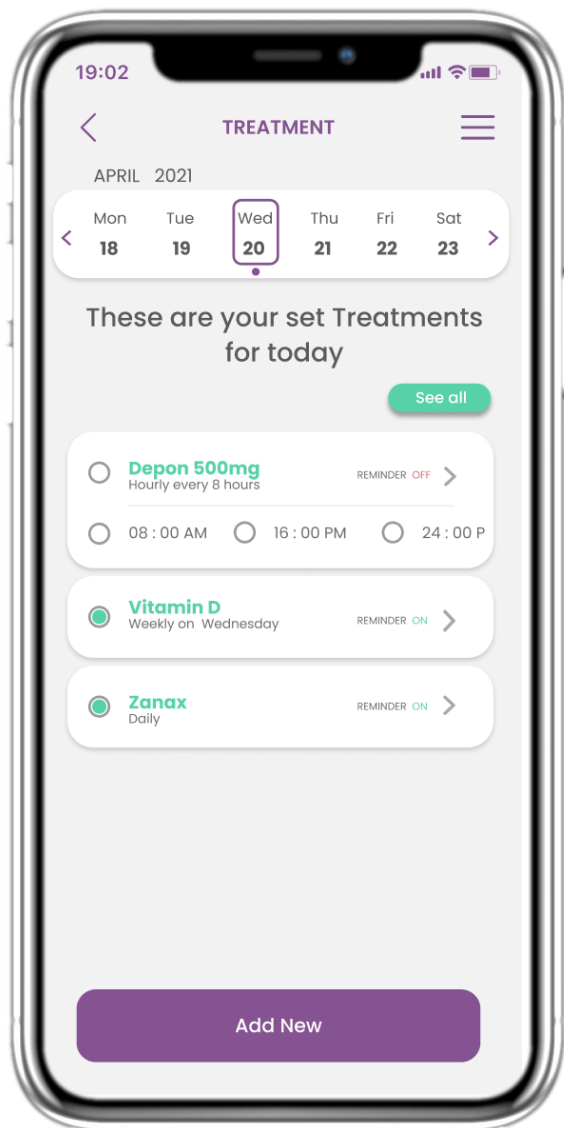 19:02
TREATMENT
APRIL 2021
Mon Tue Wed Thu Fri Sat
18 19 20 21 22 23
These are your set Treatments
for today
See all
Depon 500mg
Hourly every 8 hours
REMINDER OFF
08 : 00 AM 16 : 00 PM 24 : 00 P
Vitamin D
Weekly on Wednesday
REMINDER ON
Zanax
Daily
REMINDER ON
Add New